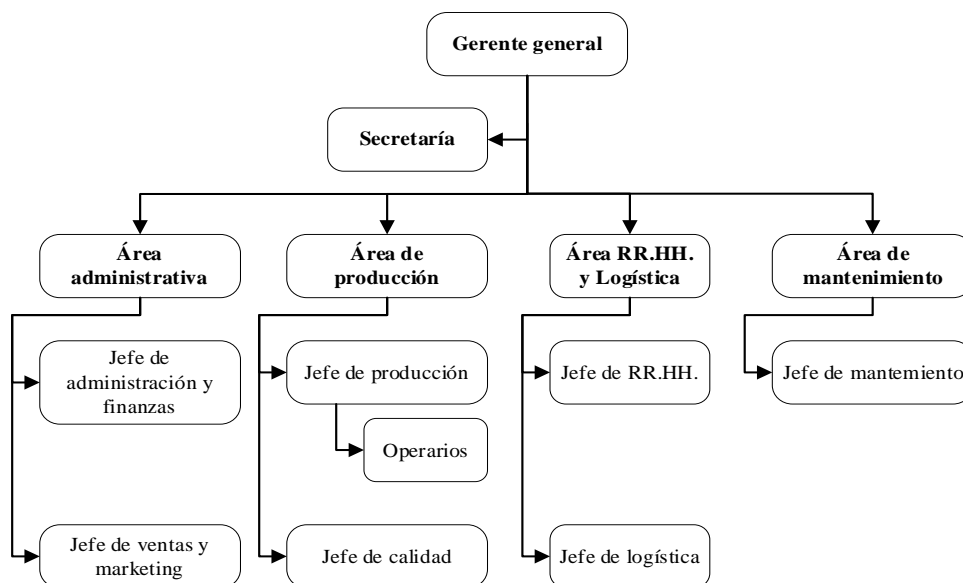 Gerente general
Secretaría
Área
administrativa
Área de
producción
Área RR.HH.
y Logística
Área de
mantenimiento
Jefe de
administración y
finanzas
Jefe de producción
Jefe de RR.HH.
Jefe de mantemiento
Operarios
Jefe de ventas y
marketing
Jefe de calidad
Jefe de logística